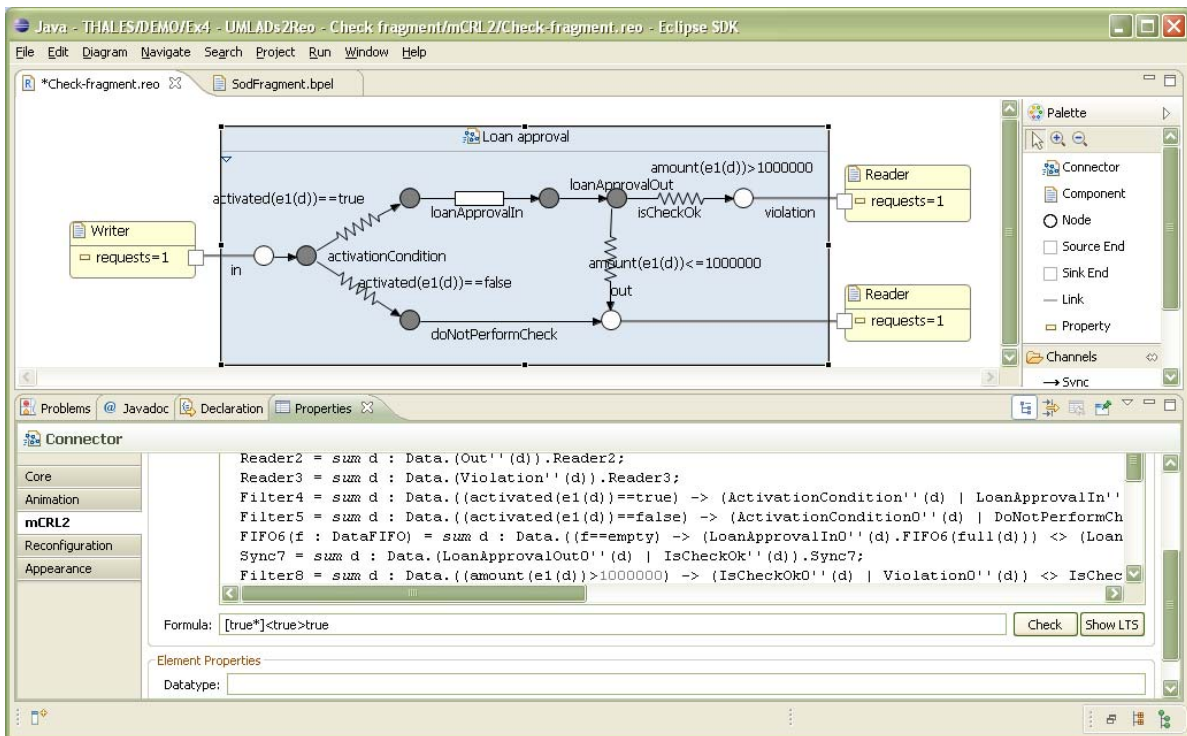 Java - THALES/DEMO/Ex4 - UMLADs2Reo - Check fragment/mCRL2/Check-fragment.reo - Eclipse SDK
File Edit Diagram Navigate Search Project Run Window Help
*Check-fragment.reo SodFragment.bpel
Palette
Loan approval
amount(e1(d))>1000000
Connector
Reader
loanApprovalOut
activated(e1(d))==true
Component
requests=1
loanApprovalIn
isCheckOk
violation
Node
Writer
Source End
requests=1
activationCondition
amount(e1(d))<=1000000
in
Sink End
activated(e1(d))==false
out
Reader
Link
requests=1
Property
doNotPerformCheck
Channels
Sync
Problems Javadoc Declaration Properties
Connector
Core
Animation
mCRL2
Reconfiguration
Appearance
Reader2 = sum d : Data.(Out''(d)).Reader2;
Reader3 = sum d : Data.(Violation''(d)).Reader3;
Filter4 = sum d : Data.((activated(e1(d))==true) -> (ActivationCondition''(d) | LoanApprovalIn''
Filter5 = sum d : Data.((activated(e1(d))==false) -> (ActivationCondition0''(d) | DoNotPerformCh
FIFO6(f : DataFIFO) = sum d : Data.((f==empty) -> (LoanApprovalIn0''(d).FIFO6(full(d))) <> (Loan
Sync7 = sum d : Data.(LoanApprovalOut0''(d) | IsCheckOk''(d)).Sync7;
Filter8 = sum d : Data.((amount(e1(d))>1000000) -> (IsCheckOk0''(d) | Violation0''(d)) <> IsChec
Formula: [true*]<true>true
Check Show LTS
Element Properties
Datatype: